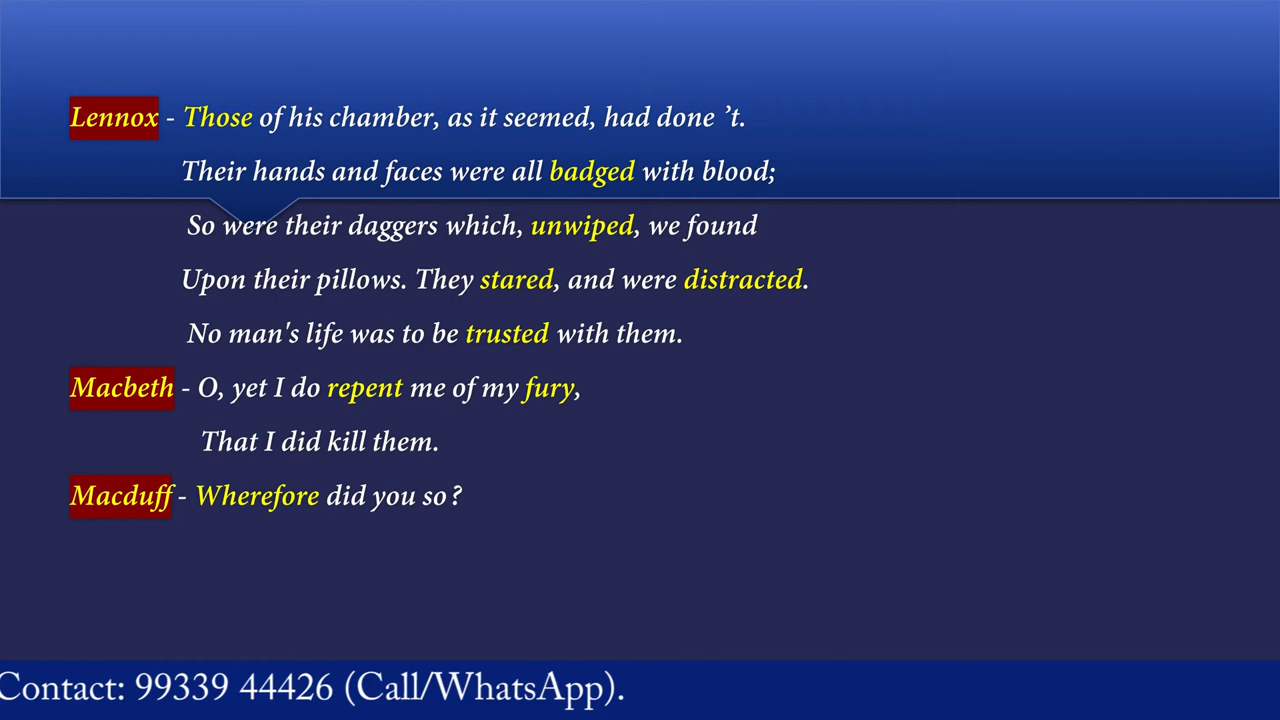 Lennox - Those of his chamber, as it seemed, had done ’t.
Their hands and faces were all badged with blood;
So were their daggers which, unwiped, we found
Upon their pillows. They stared, and were distracted.
No man's life was to be trusted with them.
Macbeth - O, yet I do repent me of my fury,
That I did kill them.
Macduff - Wherefore did you so?
Contact: 99339 44426 (Call/WhatsApp).